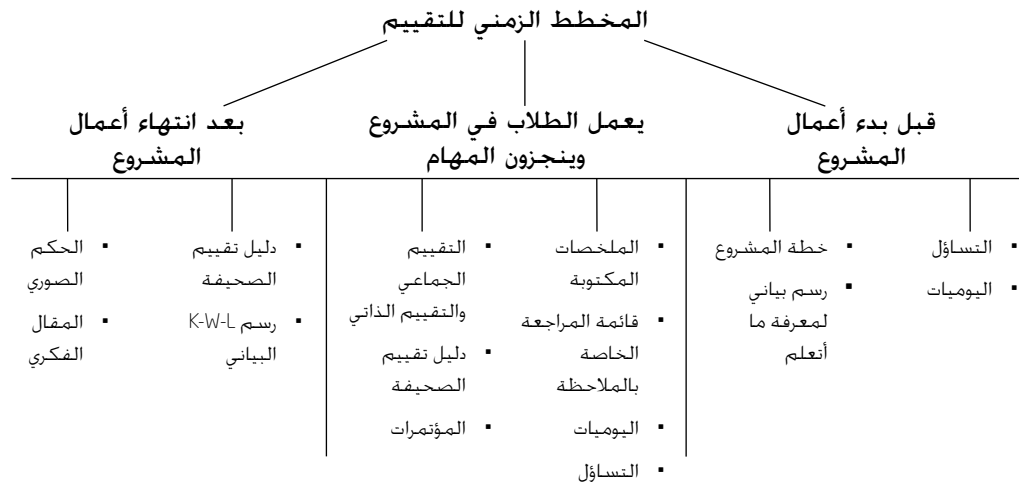 المخطط الزمني للتقييم
قبل بدء أعمال
المشروع
يعمل الطلاب في المشروع
وينجزون المهام
بعد انتهاء أعمال
المشروع
▪ التساؤل
▪ اليوميات
▪ خطة المشروع
▪ رسم بياني
لمعرفة ما
أتعلم
▪ الملخصات
المكتوبة
▪ قائمة المراجعة
الخاصة
بالملاحظة
▪ اليوميات
▪ التساؤل
▪ التقييم
الجماعي
والتقييم الذاتي
▪ دليل تقييم
الصحيفة
▪ المؤتمرات
▪ دليل تقييم
الصحيفة
▪ رسم K-W-L
البياني
▪ الحكم
الصوري
▪ المقال
الفكري